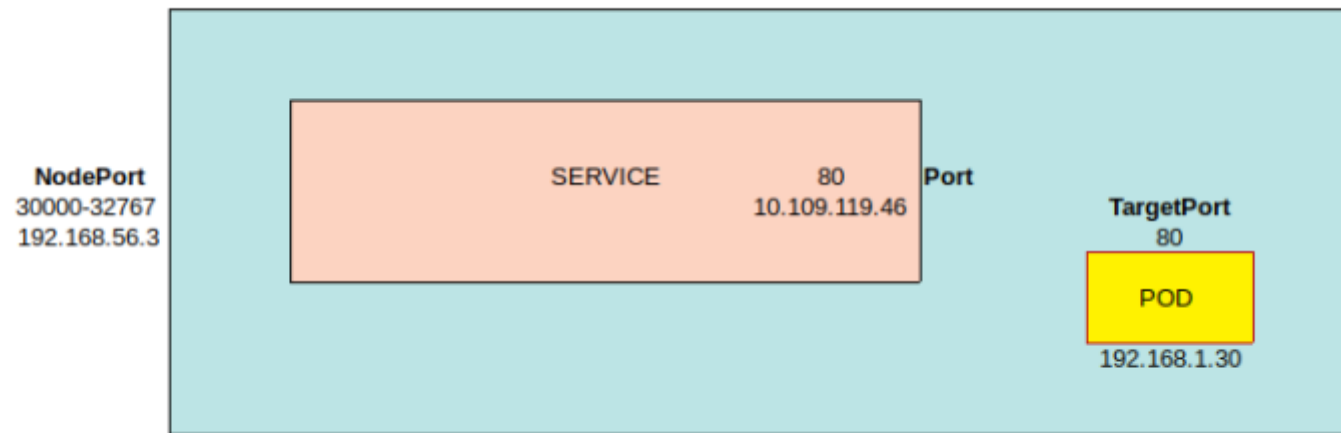 NodePort
30000-32767
192.168.56.3
SERVICE
80
10.109.119.46
Port
TargetPort
80
POD
192.168.1.30